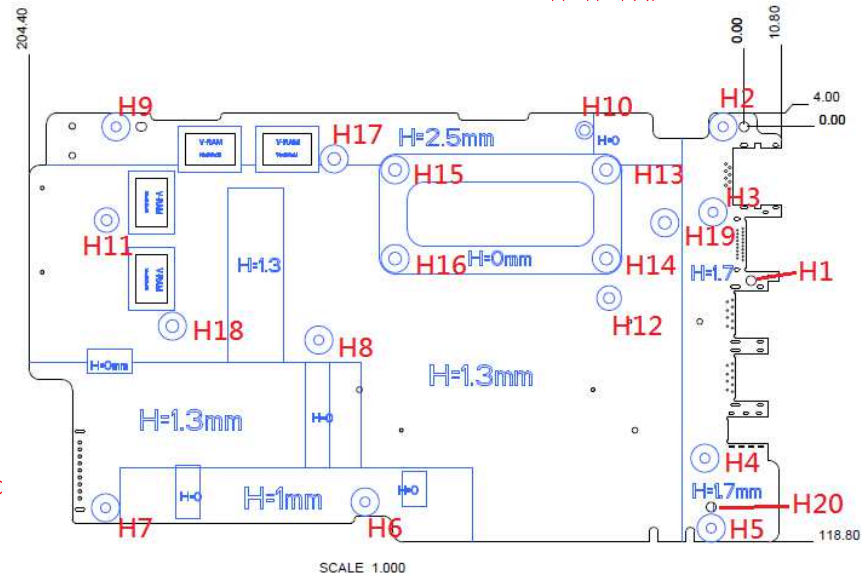 204.40
0.00
10.80
4.00
0.00
H9
H10
H2
H17
H=2.5mm
H=0
V-RAM
V-RAM
H15
H13
V-RAM
H3
H11
H19
H=1.3
H16
H=0mm
H14
H=1.7
H1
V-RAM
H18
H12
H8
H=0mm
H=1.3mm
H=1.3mm
H=0
H4
H=0
H=1mm
H=0
H=1.7mm
H20
H7
H6
H5
118.80
SCALE 1.000